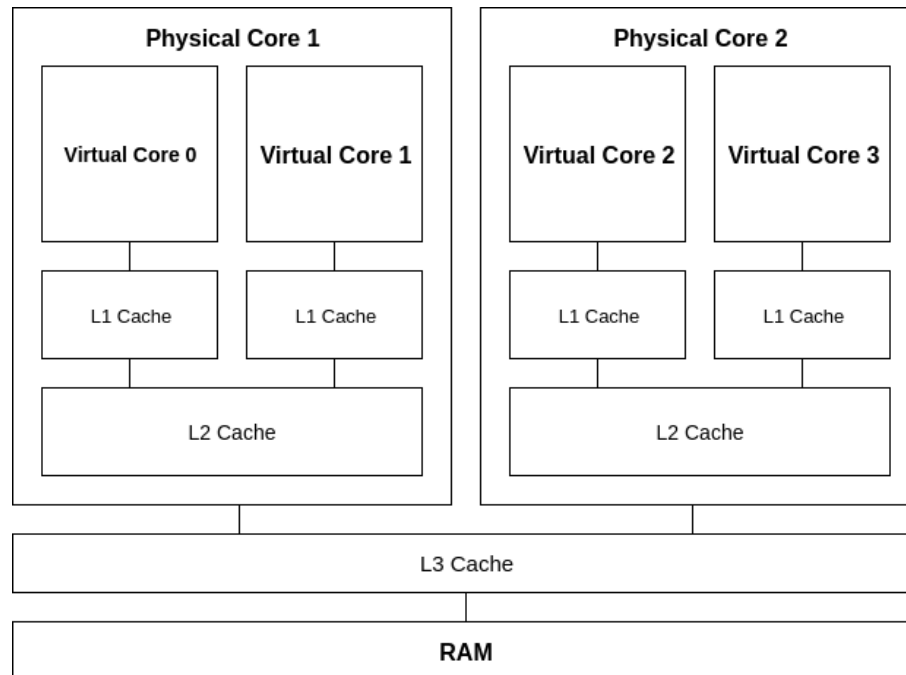 Physical Core 1
Physical Core 2
Virtual Core 0
Virtual Core 1
Virtual Core 2
Virtual Core 3
L1 Cache
L1 Cache
L1 Cache
L1 Cache
L2 Cache
L2 Cache
L3 Cache
RAM